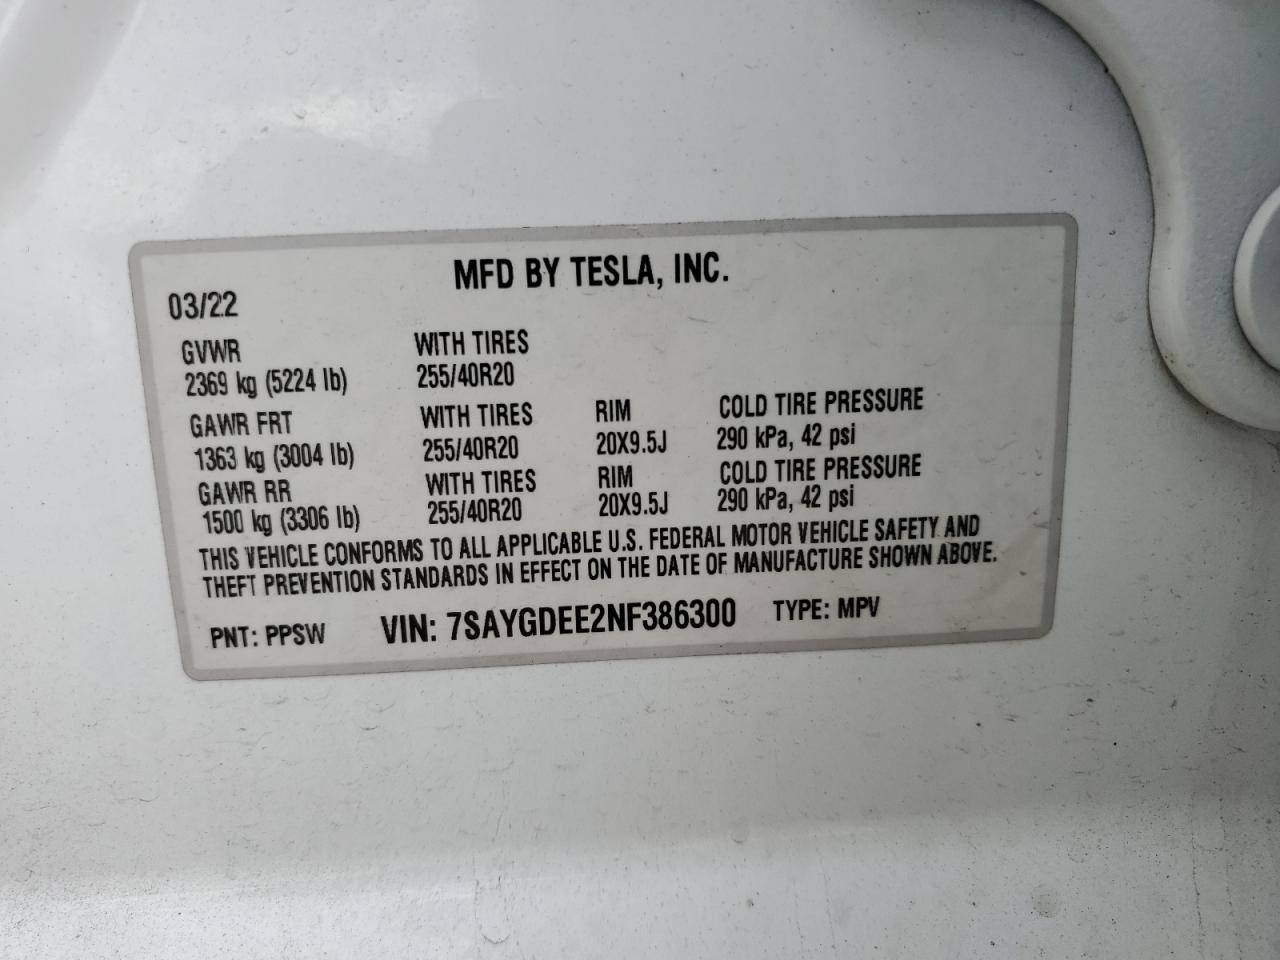 MFD BY TESLA, INC.
03/22
GVWR WITH TIRES
2369 kg (5224 lb) 255/40R20
GAWR FRT WITH TIRES RIM COLD TIRE PRESSURE
1363 kg (3004 lb) 255/40R20 20X9.5J 290 kPa, 42 psi
GAWR RR WITH TIRES RIM COLD TIRE PRESSURE
1500 kg (3306 lb) 255/40R20 20X9.5J 290 kPa, 42 psi
THIS VEHICLE CONFORMS TO ALL APPLICABLE U.S. FEDERAL MOTOR VEHICLE SAFETY AND
THEFT PREVENTION STANDARDS IN EFFECT ON THE DATE OF MANUFACTURE SHOWN ABOVE.
PNT: PPSW VIN: 7SAYGDEE2NF386300 TYPE: MPV